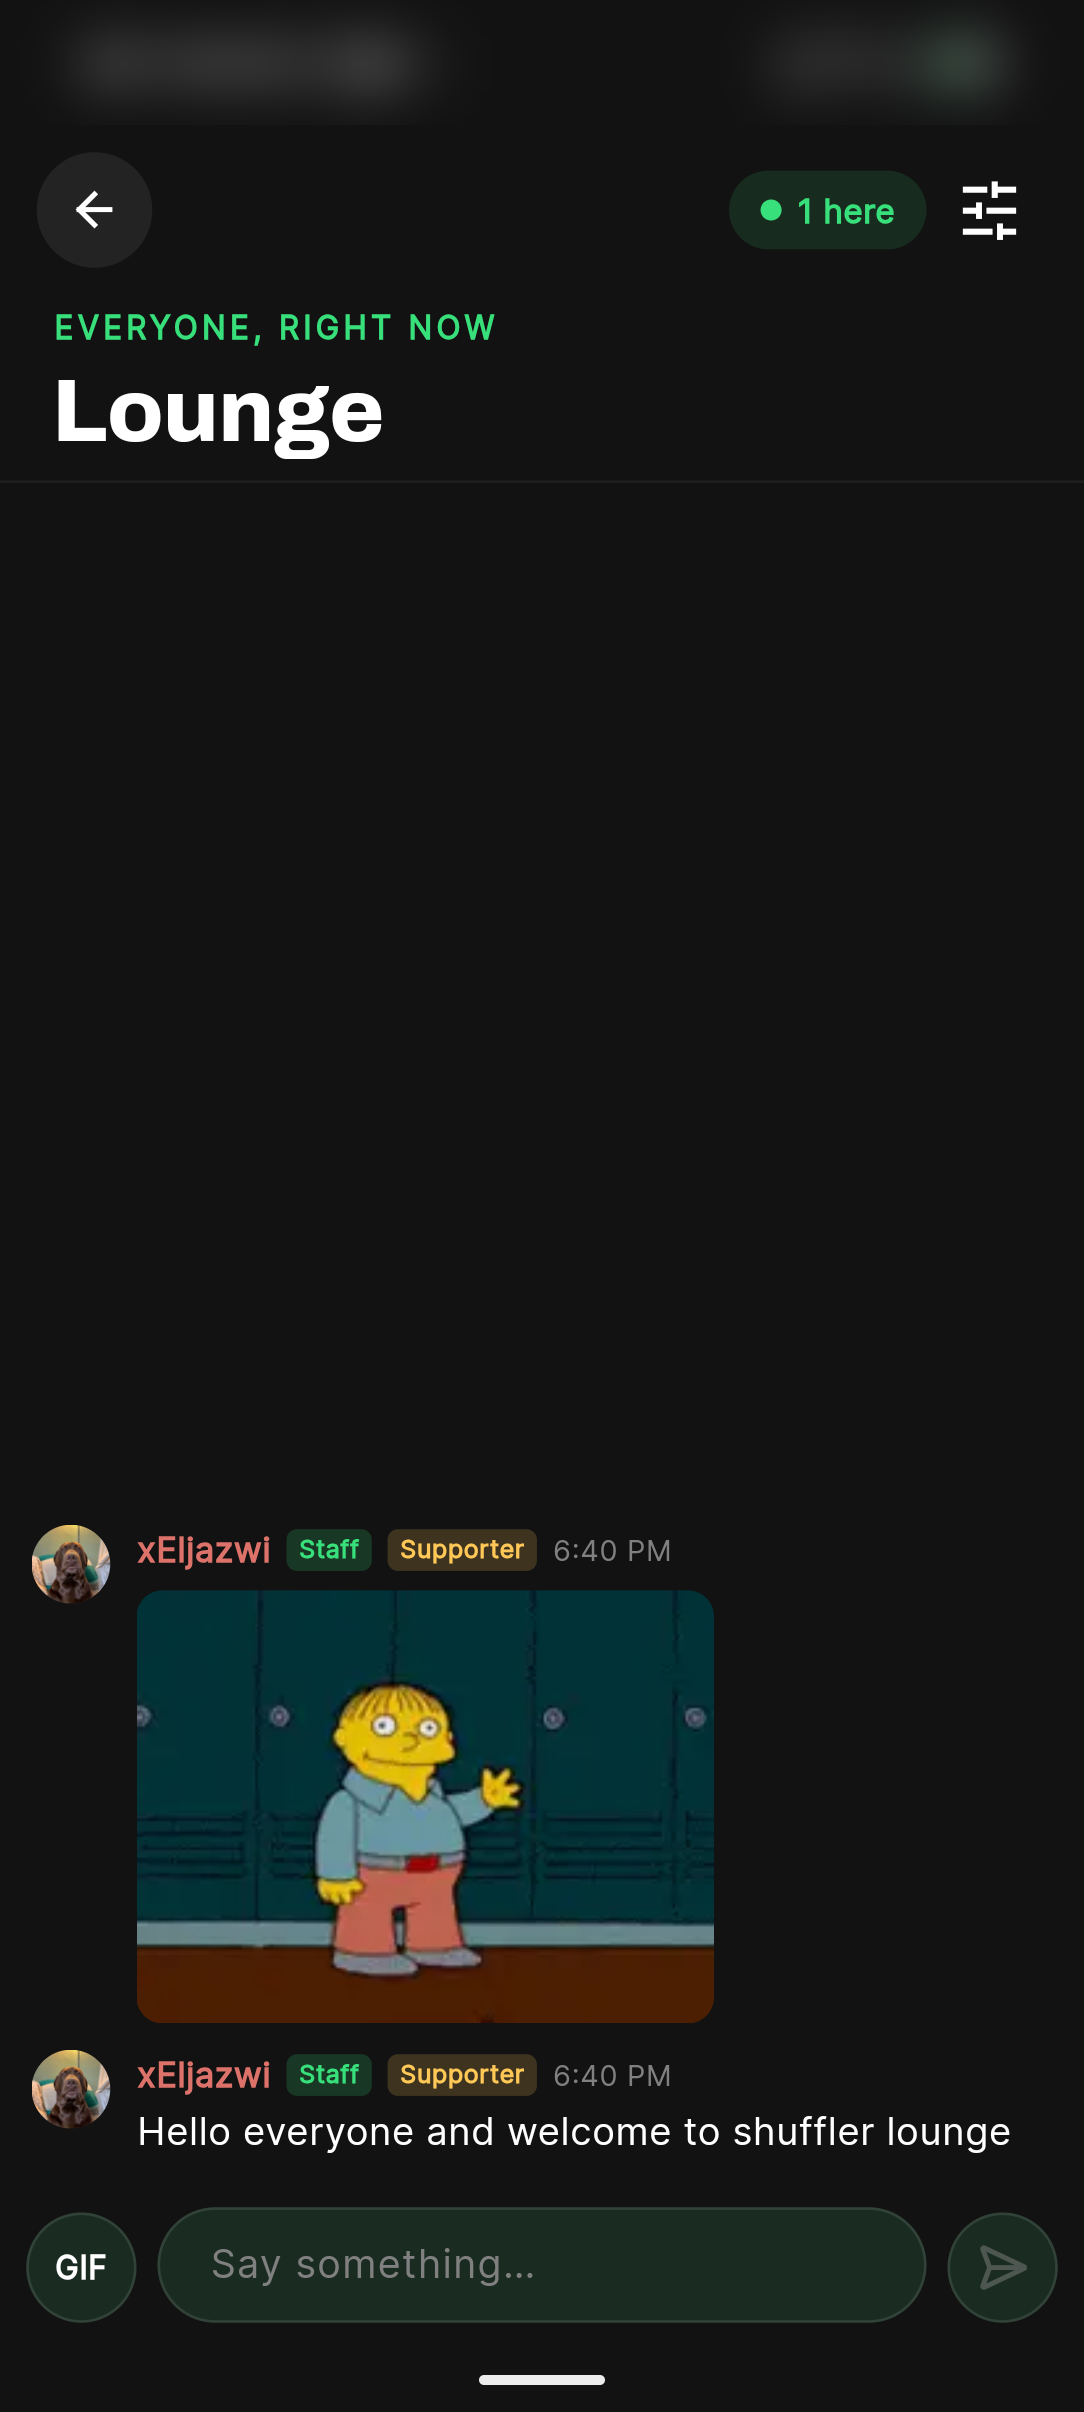 1 here
EVERYONE, RIGHT NOW
Lounge
xEljazwi Staff Supporter 6:40 PM
xEljazwi Staff Supporter 6:40 PM
Hello everyone and welcome to shuffler lounge
GIF Say something...